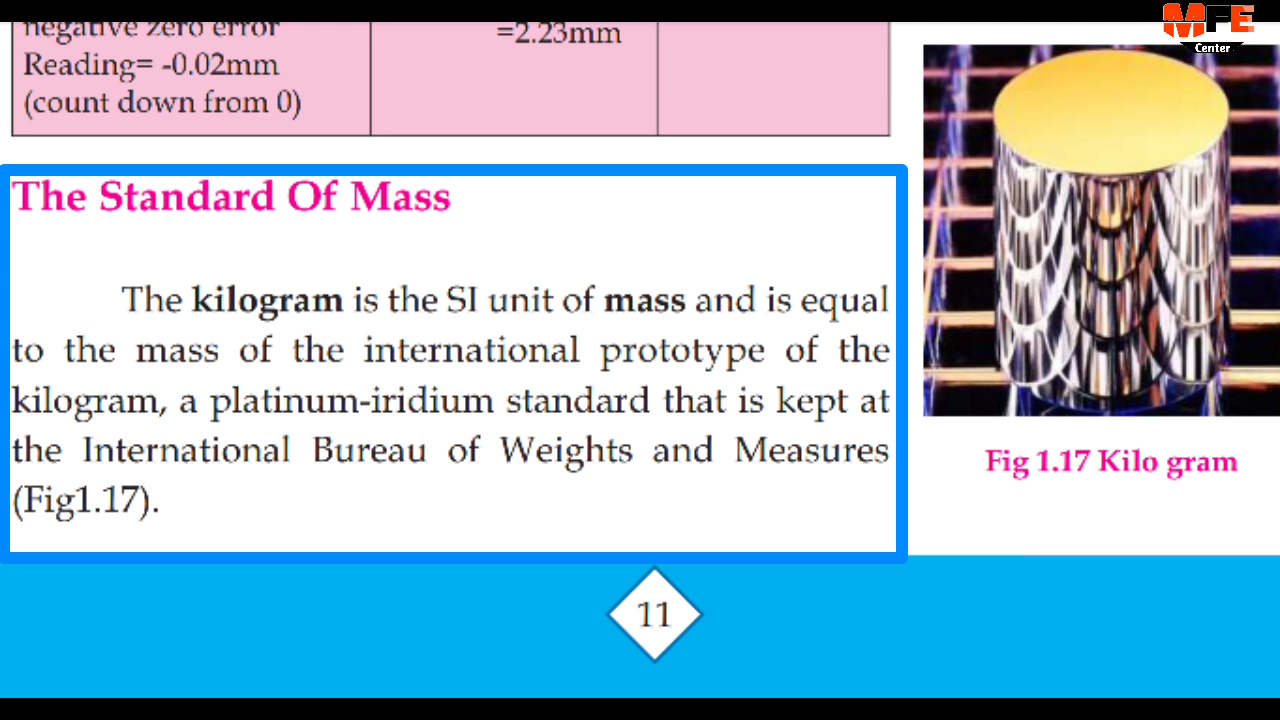 negative zero error
Reading= -0.02mm
(count down from 0)
=2.23mm
MFE
Center
The Standard Of Mass
The kilogram is the SI unit of mass and is equal
to the mass of the international prototype of the
kilogram, a platinum-iridium standard that is kept at
the International Bureau of Weights and Measures
(Fig1.17).
Fig 1.17 Kilo gram
11